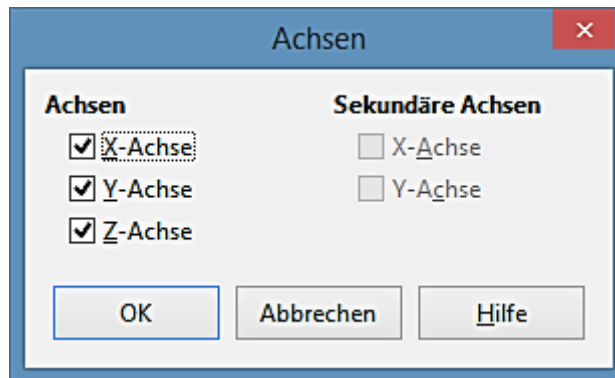 Achsen
Achsen
X-Achse
Y-Achse
Z-Achse
Sekundäre Achsen
X-Achse
Y-Achse
OK
Abbrechen
Hilfe